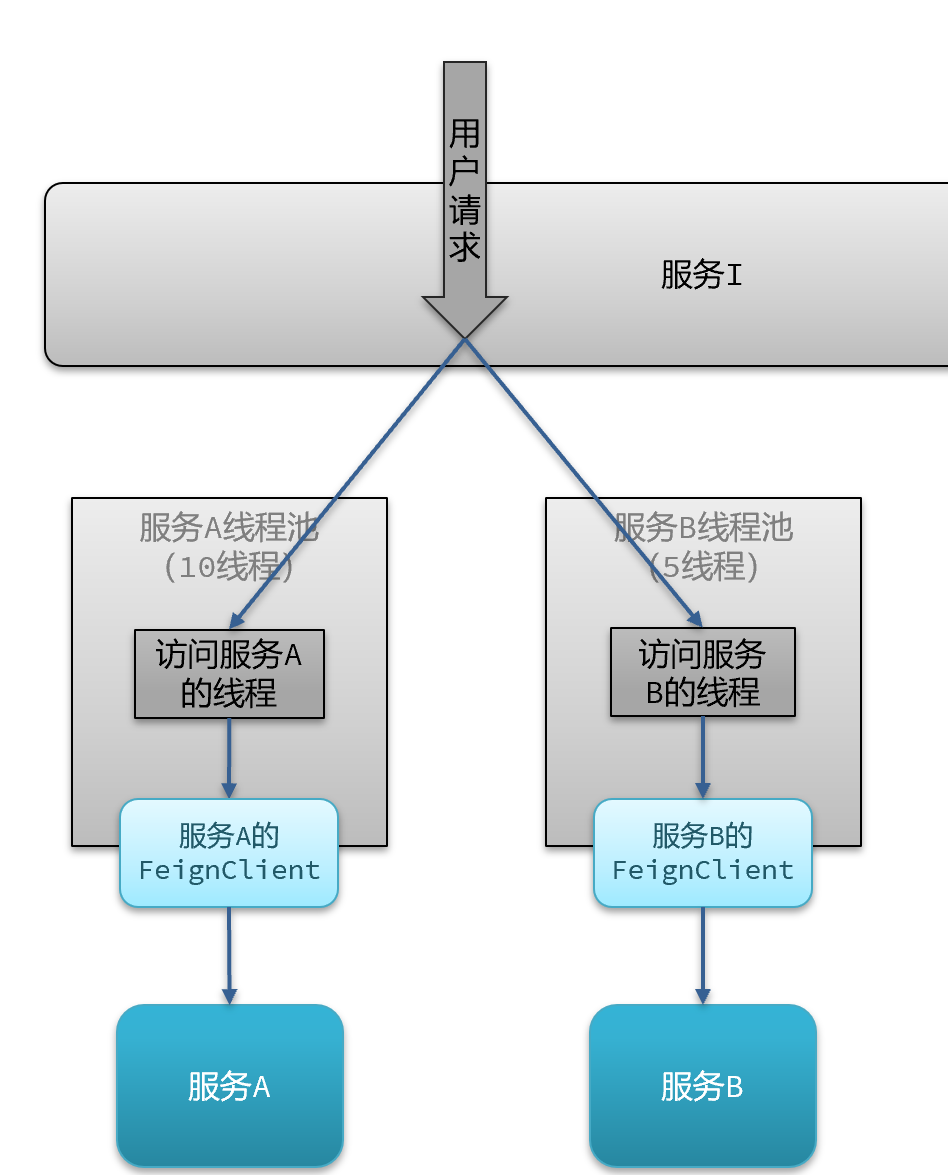 用户请求
服务I
服务A线程池
(10线程)
服务B线程池
(5线程)
访问服务A
的线程
访问服务
B的线程
服务A的
FeignClient
服务B的
FeignClient
服务A
服务B